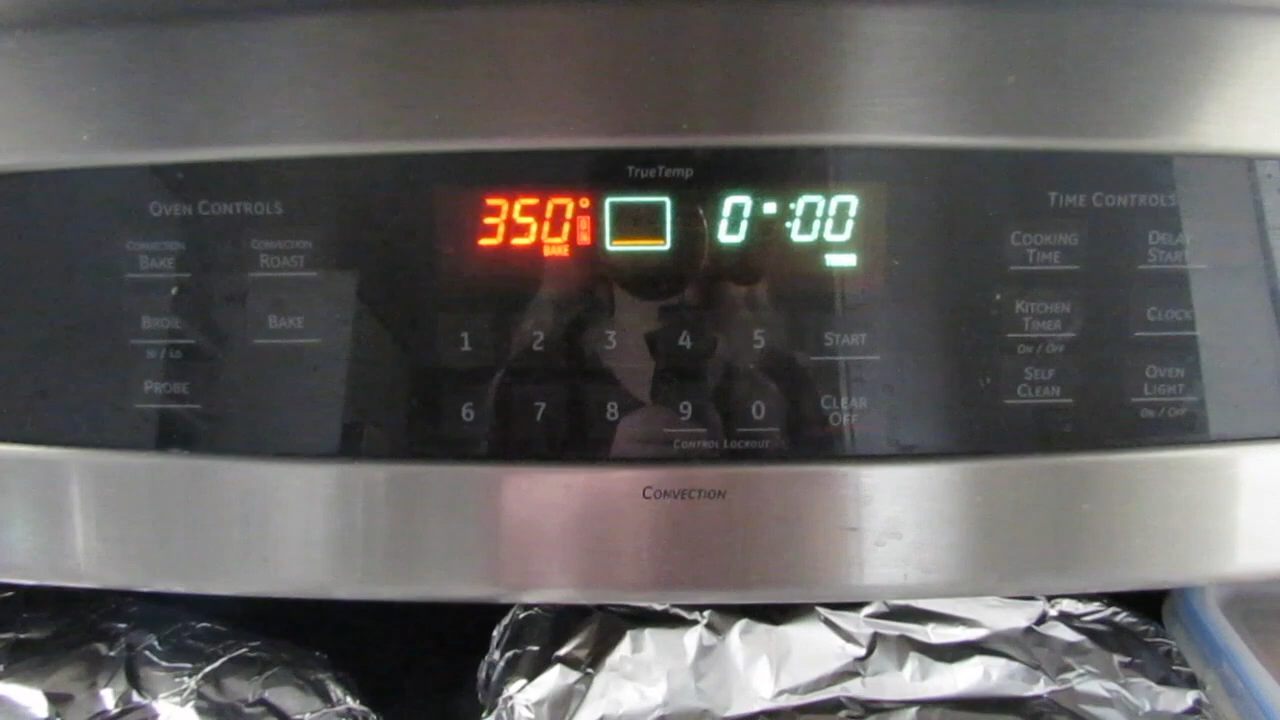 TrueTemp
OVEN CONTROLS
CONVECTION BAKE
CONVECTION ROAST
BROIL
HI / LO
BAKE
PROBE
350°
ON
BAKE
0:00
TIMER
1 2 3 4 5 START
6 7 8 9 0 CLEAR OFF
CONTROL LOCKOUT
TIME CONTROLS
COOKING TIME
DELAY START
KITCHEN TIMER
ON / OFF
CLOCK
SELF CLEAN
OVEN LIGHT
ON / OFF
CONVECTION